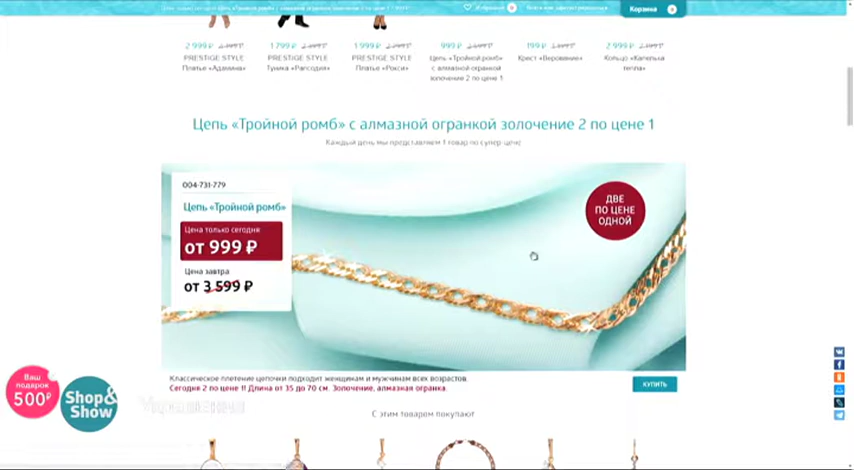 Избранное 0
Войти или зарегистрироваться
Корзина 0
2 999 ₽
1 799 ₽
1 999 ₽
999 ₽
199 ₽
2 999 ₽
PRESTIGE STYLE
Платье «Адамина»
PRESTIGE STYLE
Туника «Рапсодия»
PRESTIGE STYLE
Платье «Рокси»
Цепь «Тройной ромб»
с алмазной огранкой
золочение 2 по цене 1
Крест «Верование»
Кольцо «Капелька
тепла»
Цепь «Тройной ромб» с алмазной огранкой золочение 2 по цене 1
Каждый день мы представляем 1 товар по супер-цене
004-731-779
Цепь «Тройной ромб»
Цена только сегодня
от 999 ₽
Цена завтра
от 3 599 ₽
ДВЕ
ПО ЦЕНЕ
ОДНОЙ
Классическое плетение цепочки подходит женщинам и мужчинам всех возрастов.
Сегодня 2 по цене 1! Длина от 35 до 70 см. Золочение, алмазная огранка.
КУПИТЬ
С этим товаром покупают
Ваш
подарок
500₽
Shop&
Show